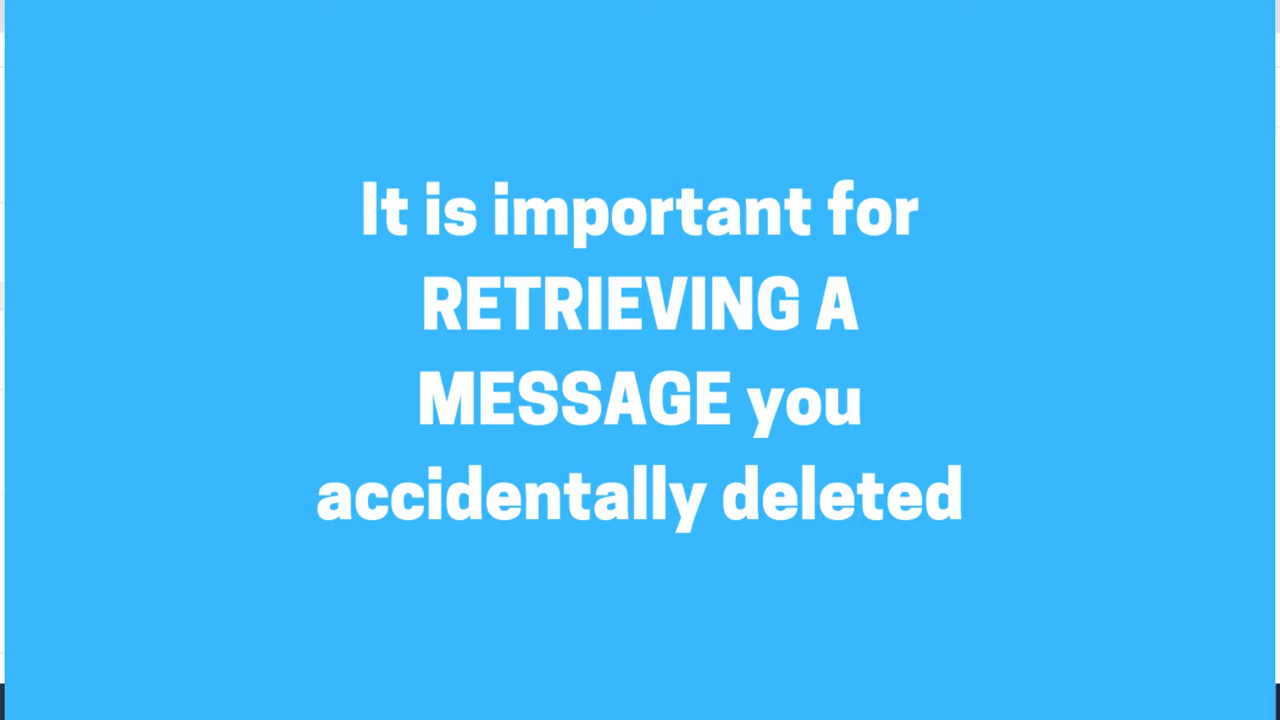 It is important for
RETRIEVING A
MESSAGE you
accidentally deleted